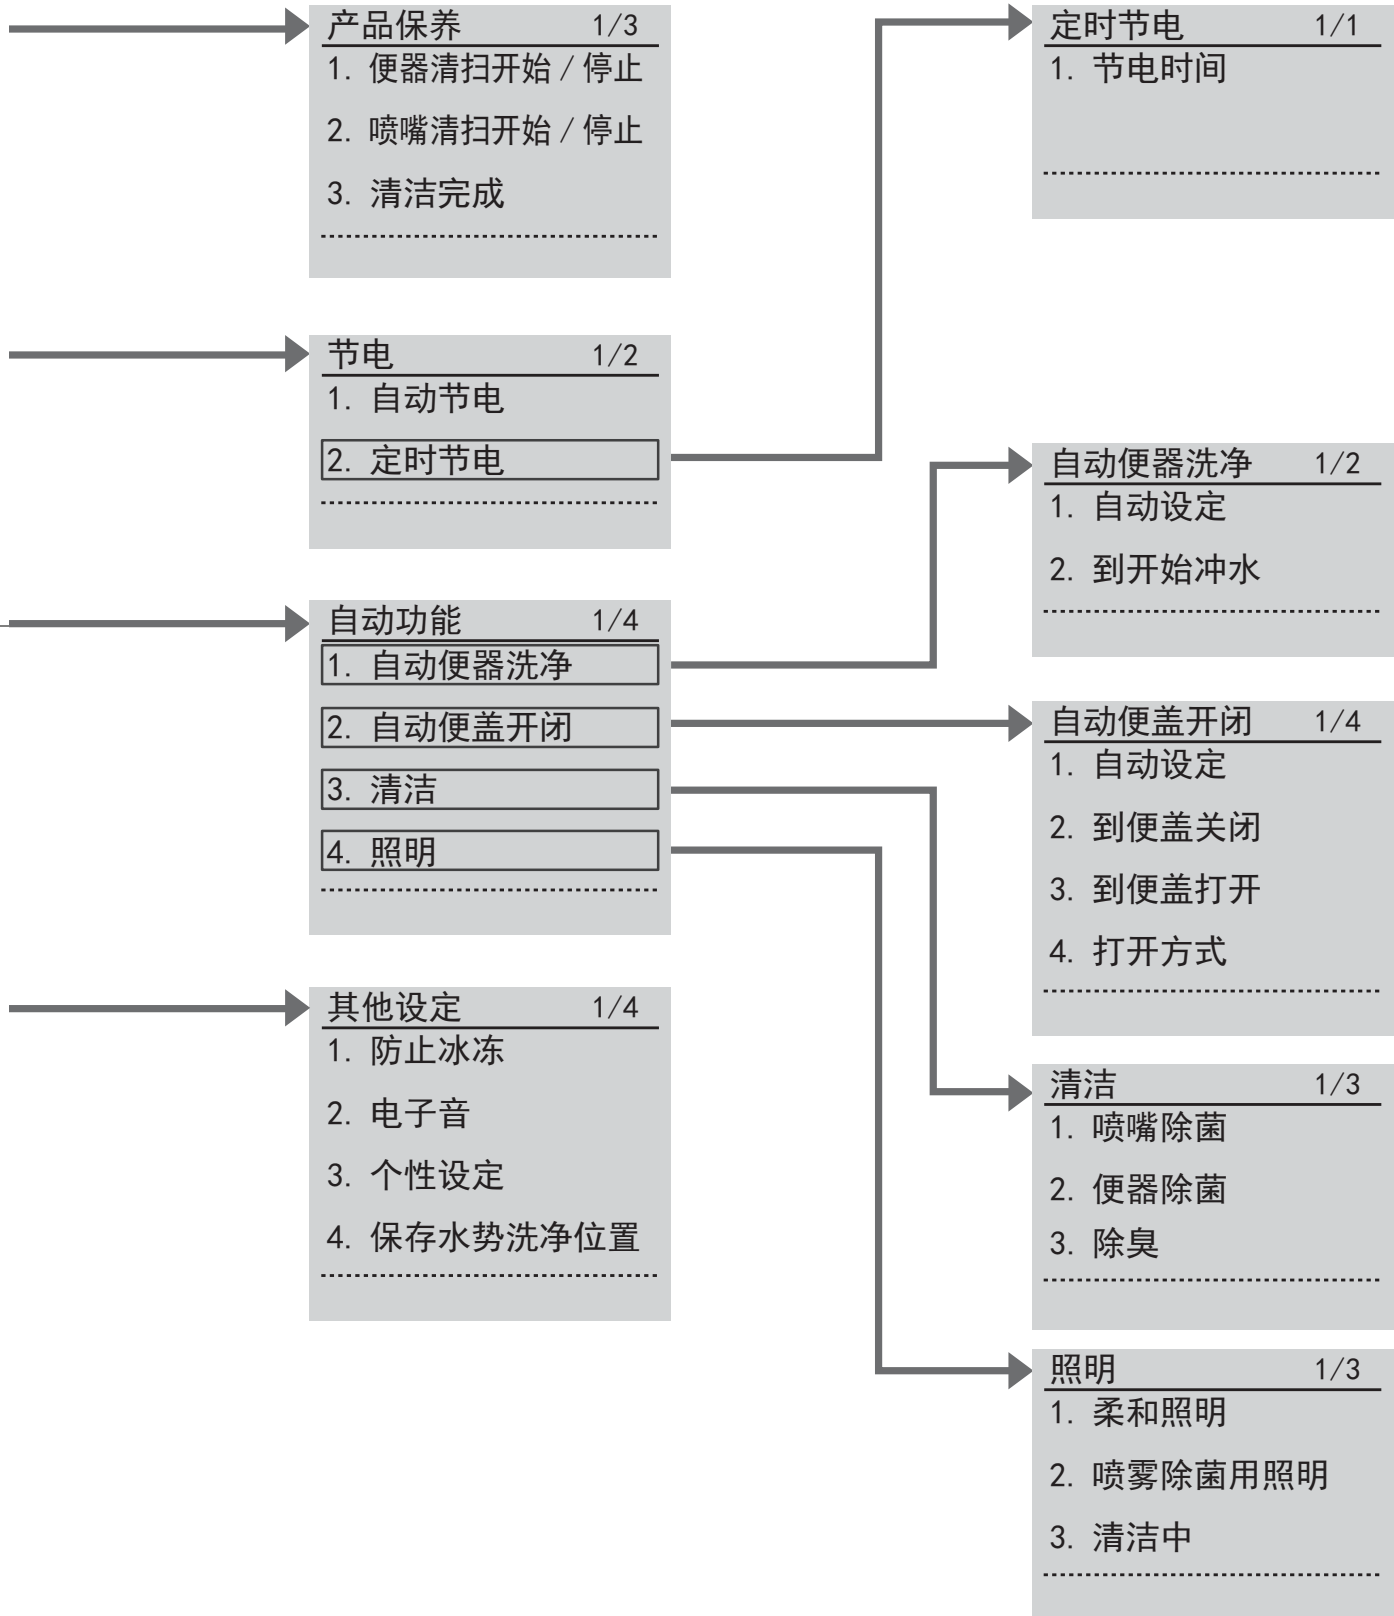 产品保养 1/3
1. 便器清扫开始/停止
2. 喷嘴清扫开始/停止
3. 清洁完成
节电 1/2
1. 自动节电
2. 定时节电
自动功能 1/4
1. 自动便器洗净
2. 自动便盖开闭
3. 清洁
4. 照明
其他设定 1/4
1. 防止冰冻
2. 电子音
3. 个性设定
4. 保存水势洗净位置
定时节电 1/1
1. 节电时间
自动便器洗净 1/2
1. 自动设定
2. 到开始冲水
自动便盖开闭 1/4
1. 自动设定
2. 到便盖关闭
3. 到便盖打开
4. 打开方式
清洁 1/3
1. 喷嘴除菌
2. 便器除菌
3. 除臭
照明 1/3
1. 柔和照明
2. 喷雾除菌用照明
3. 清洁中